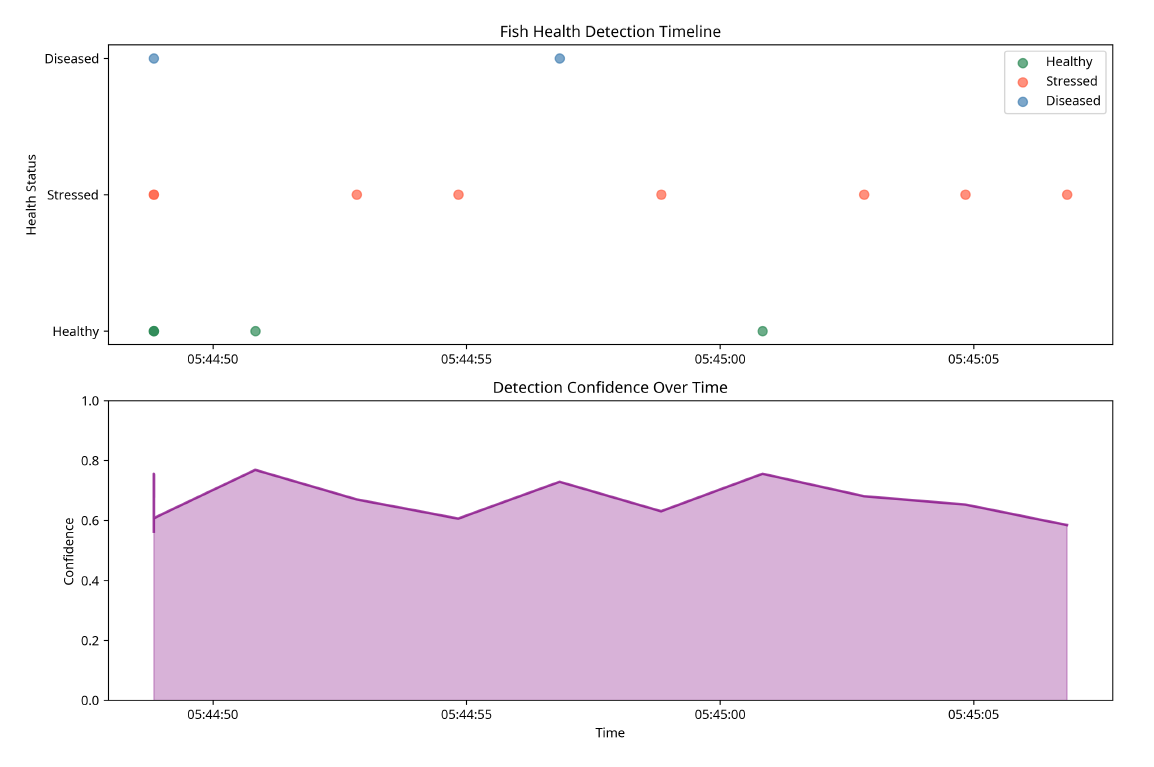 Fish Health Detection Timeline
Health Status
Diseased
Stressed
Healthy
Healthy
Stressed
Diseased
05:44:50 05:44:55 05:45:00 05:45:05
Detection Confidence Over Time
Confidence
1.0
0.8
0.6
0.4
0.2
0.0
05:44:50 05:44:55 05:45:00 05:45:05
Time